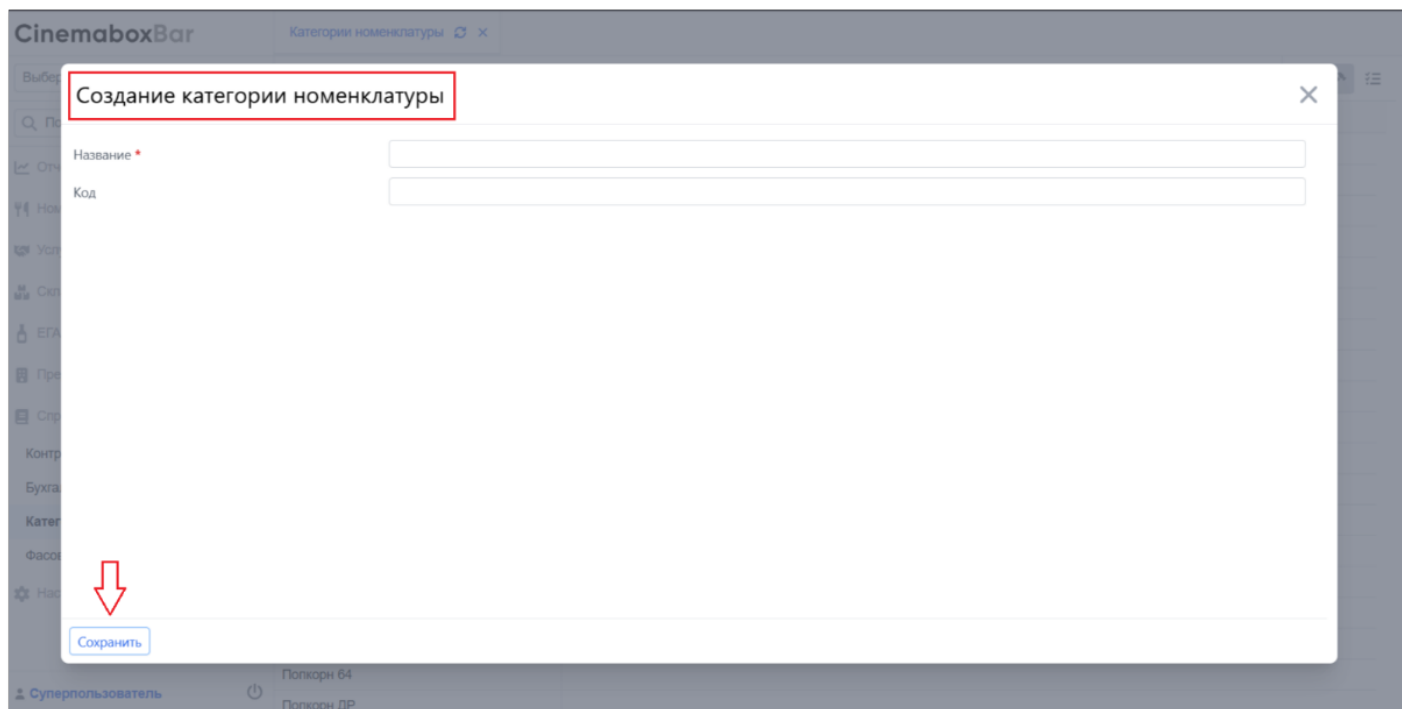 CinemaboxBar
Категории номенклатуры
Создание категории номенклатуры
Название *
Код
Сохранить
Попкорн 64
Суперпользователь
Попкорн ДР